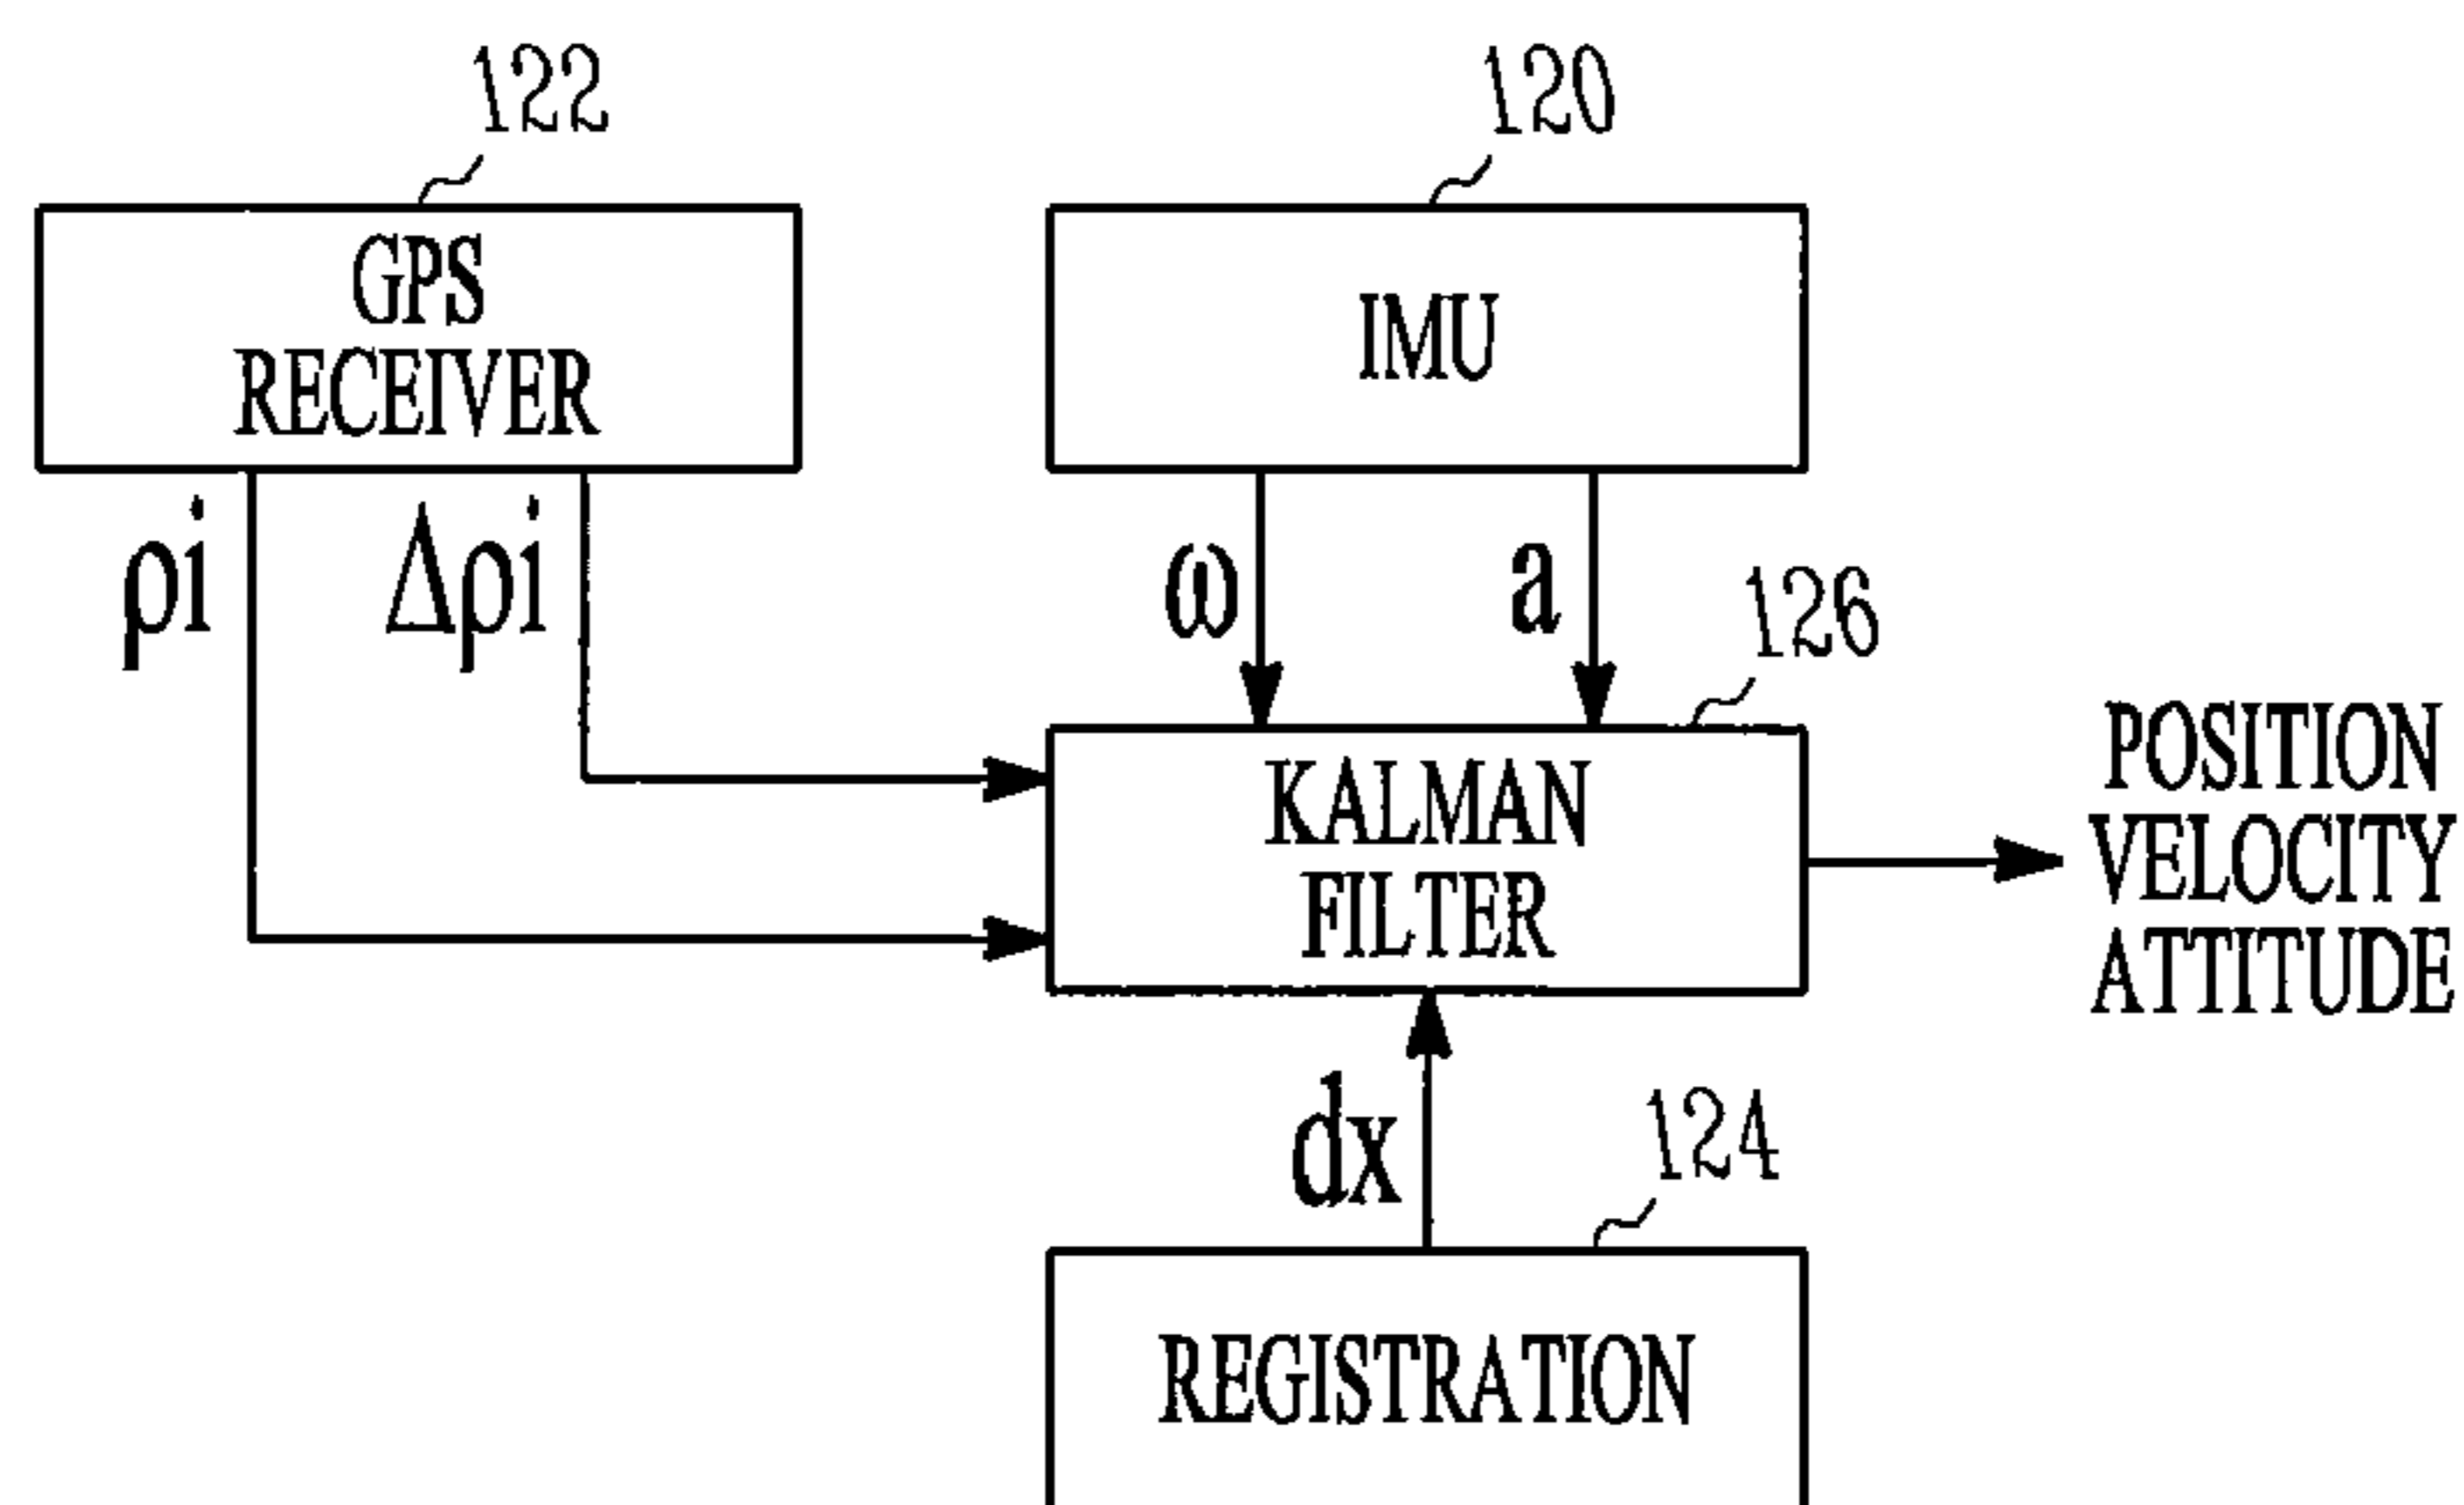 122
120
GPS
RECEIVER
IMU
ρi
Δρi
ω
a
126
KALMAN
FILTER
POSITION
VELOCITY
ATTITUDE
dx
124
REGISTRATION